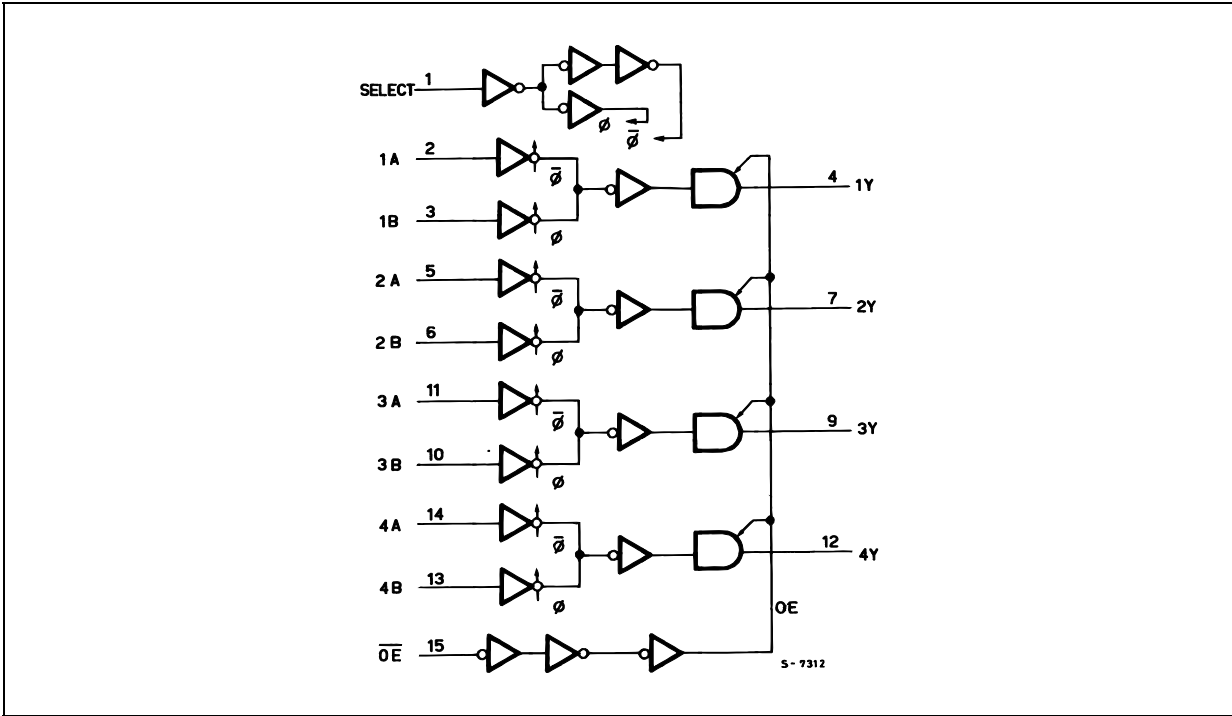 SELECT 1
ø
ø̅
1A 2
ø̅
4 1Y
1B 3
ø
2A 5
ø̅
7 2Y
2B 6
ø
3A 11
ø̅
9 3Y
3B 10
ø
4A 14
ø̅
12 4Y
4B 13
ø
OE
O̅E̅ 15
S-7312